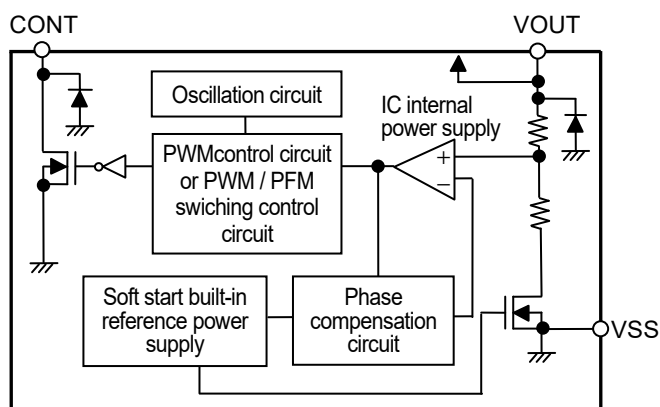 CONT
VOUT
Oscillation circuit
IC internal
power supply
PWMcontrol circuit
or PWM / PFM
swiching control
circuit
+
−
Soft start built-in
reference power
supply
Phase
compensation
circuit
VSS